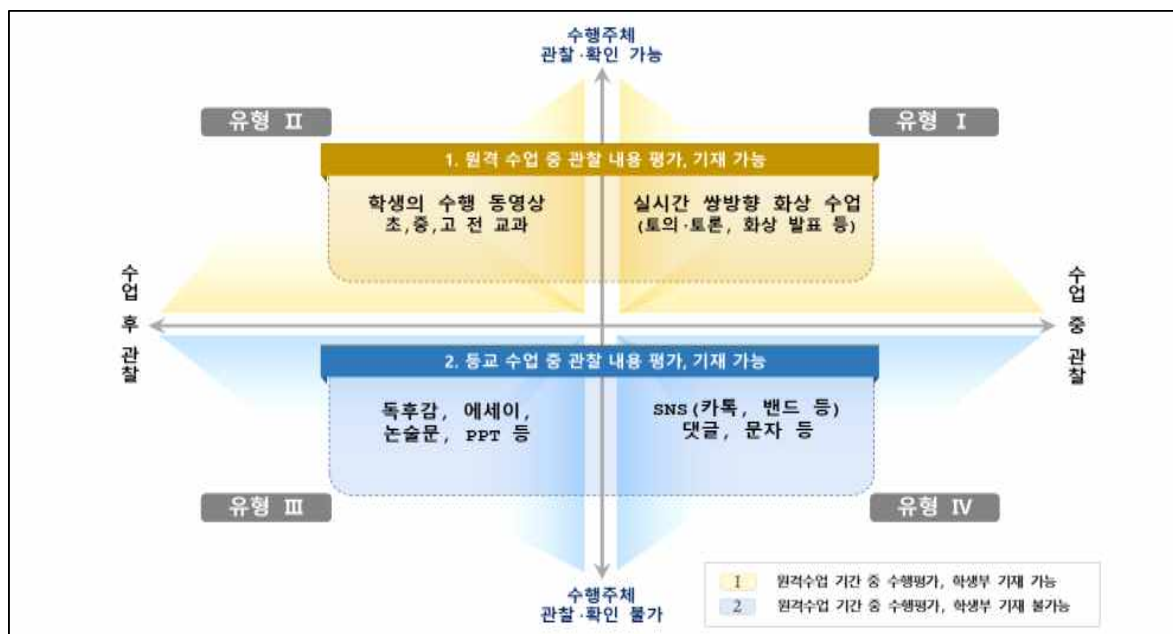 수행주체
관찰·확인 가능
유형 Ⅱ
유형 Ⅰ
1. 원격 수업 중 관찰 내용 평가, 기재 가능
학생의 수행 동영상
초,중,고 전 교과
실시간 쌍방향 화상 수업
(토의·토론, 화상 발표 등)
수업 후 관찰
수업 중 관찰
2. 등교 수업 중 관찰 내용 평가, 기재 가능
독후감, 에세이,
논술문, PPT 등
SNS(카톡, 밴드 등)
댓글, 문자 등
유형 Ⅲ
유형 Ⅳ
수행주체
관찰·확인 불가
1 원격수업 기간 중 수행평가, 학생부 기재 가능
2 원격수업 기간 중 수행평가, 학생부 기재 불가능